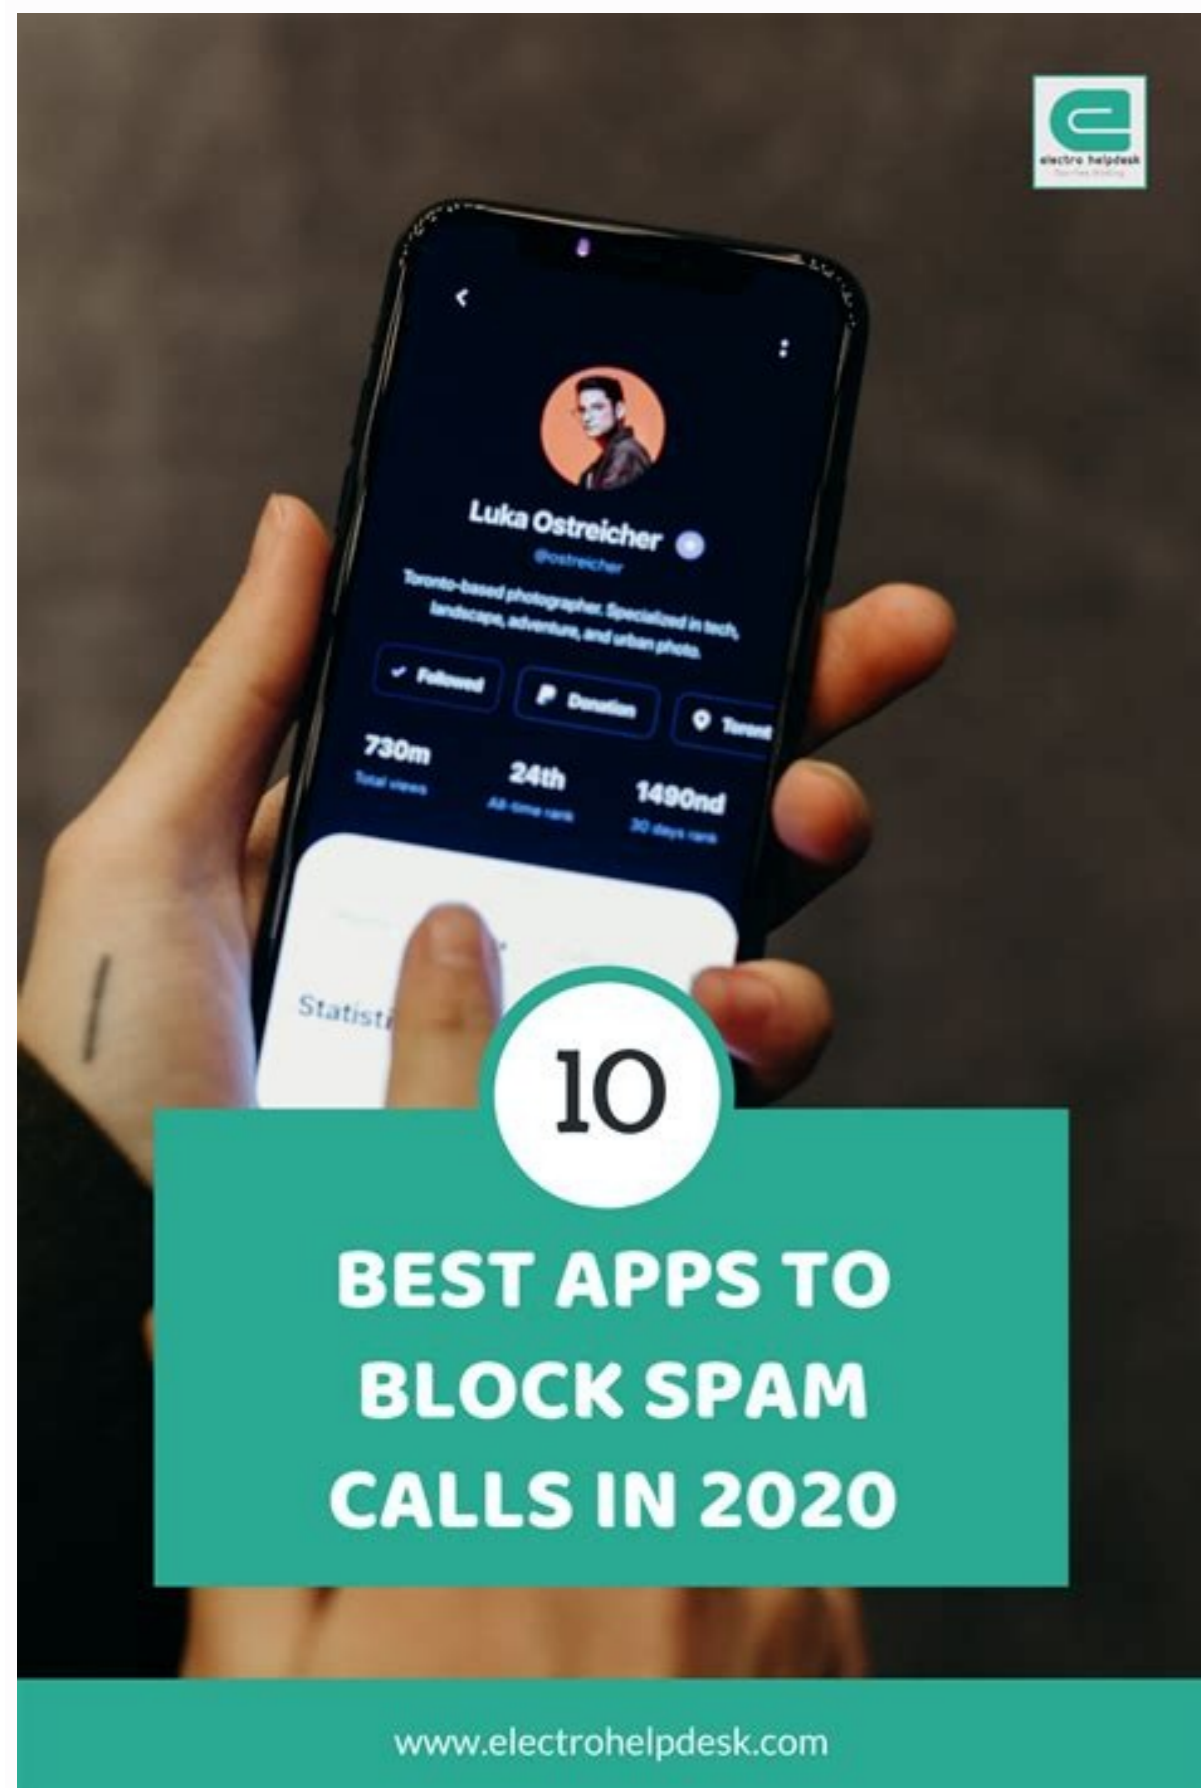 electro helpdesk
Luka Ostreicher
@ostreicher
Toronto-based photographer. Specialized in tech,
landscape, adventure, and urban photo.
Followed
Donation
Toront
730m
24th
1490nd
Total views
All-time rank
30 days rank
Statisti
10
BEST APPS TO
BLOCK SPAM
CALLS IN 2020
www.electrohelpdesk.com